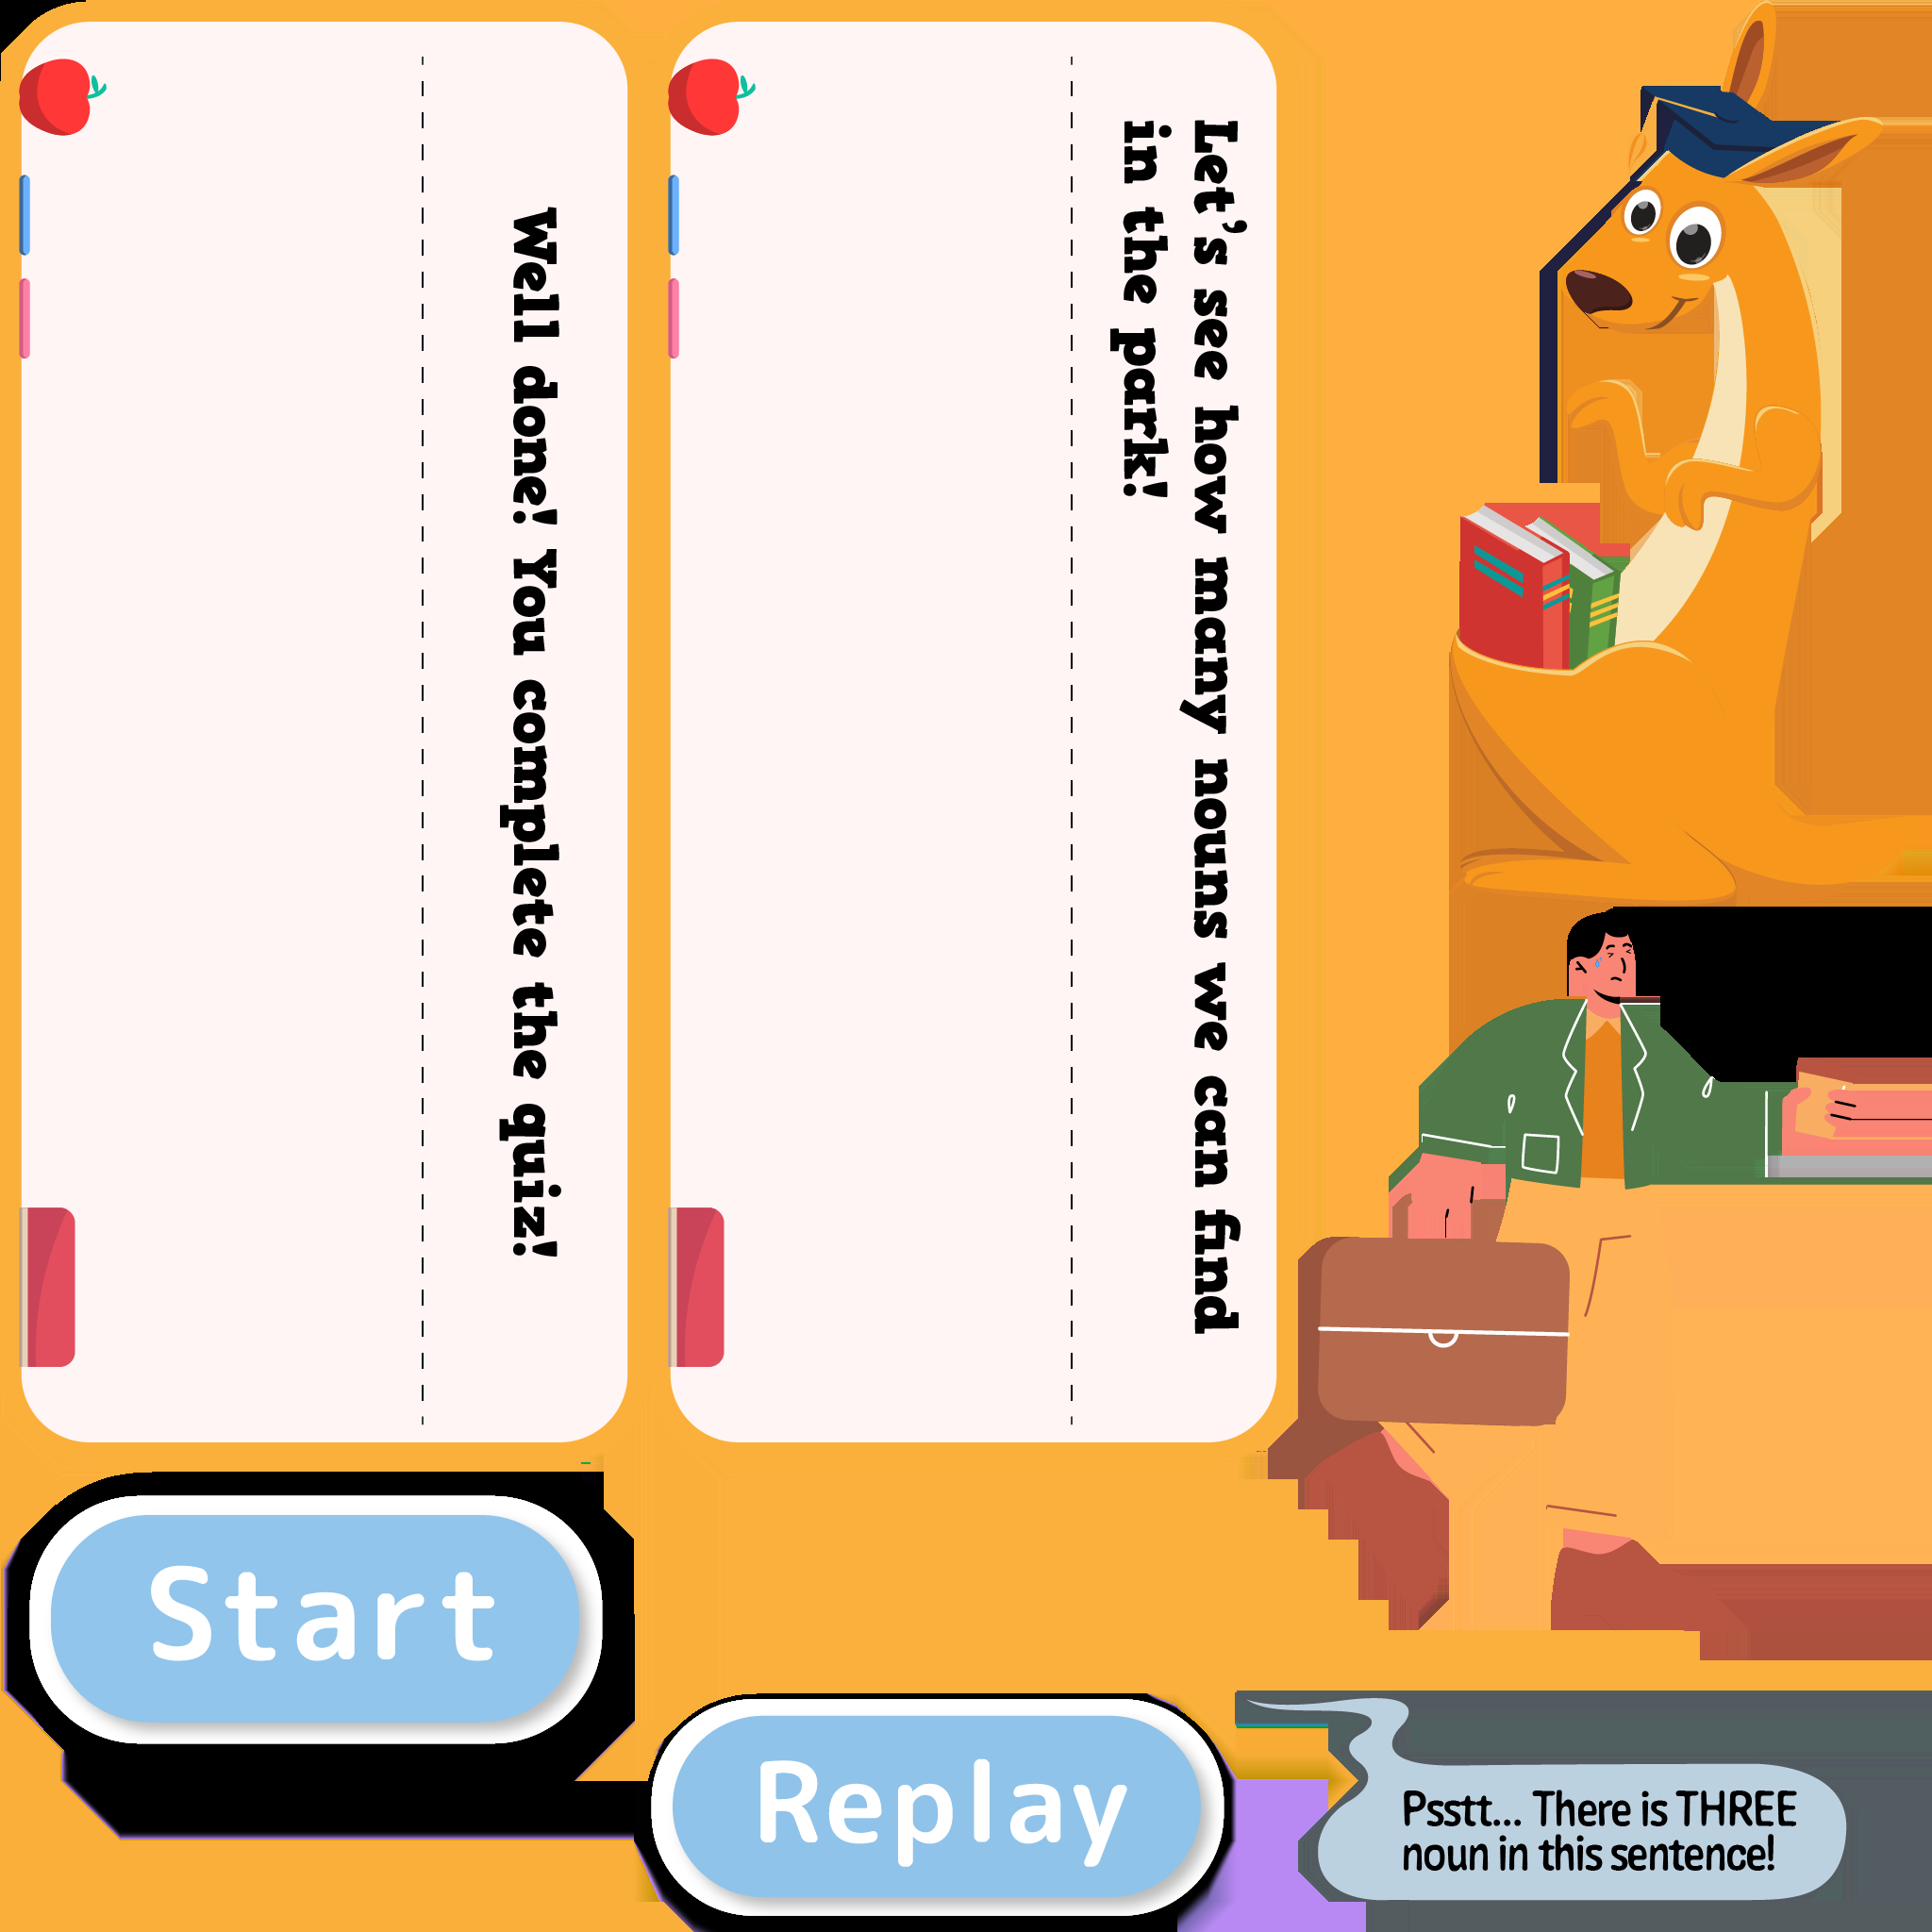 Well done! You complete the quiz!
Let's see how many nouns we can find
in the park!
Start
Replay
Psstt... There is THREE
noun in this sentence!